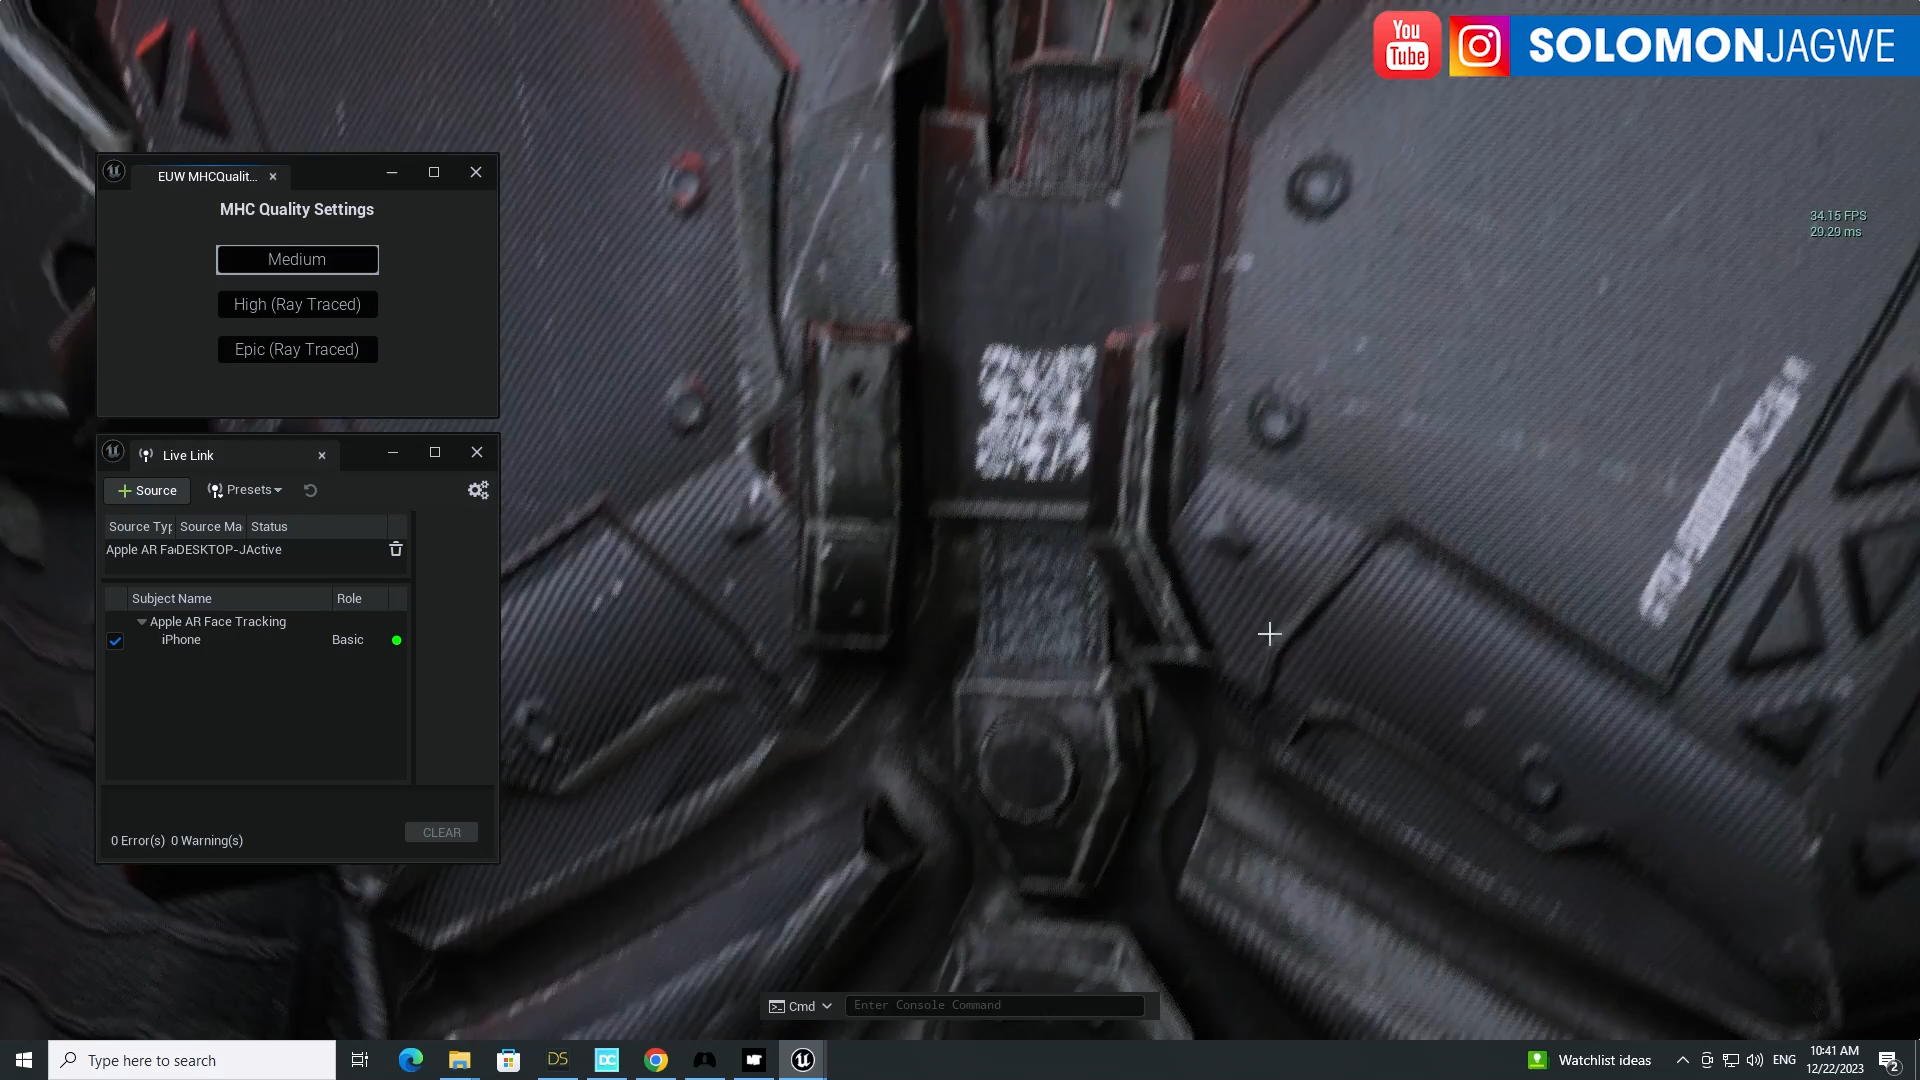 You
Tube
SOLOMONJAGWE
34.15 FPS
29.29 ms
EUW MHCQualit...
MHC Quality Settings
Medium
High (Ray Traced)
Epic (Ray Traced)
Live Link
Source
Presets
Source Typ Source Ma Status
Apple AR Fa DESKTOP-J Active
Subject Name Role
Apple AR Face Tracking
iPhone Basic
CLEAR
0 Error(s) 0 Warning(s)
Cmd Enter Console Command
Type here to search
DS
DC
Watchlist ideas
ENG
10:41 AM
12/22/2023
2